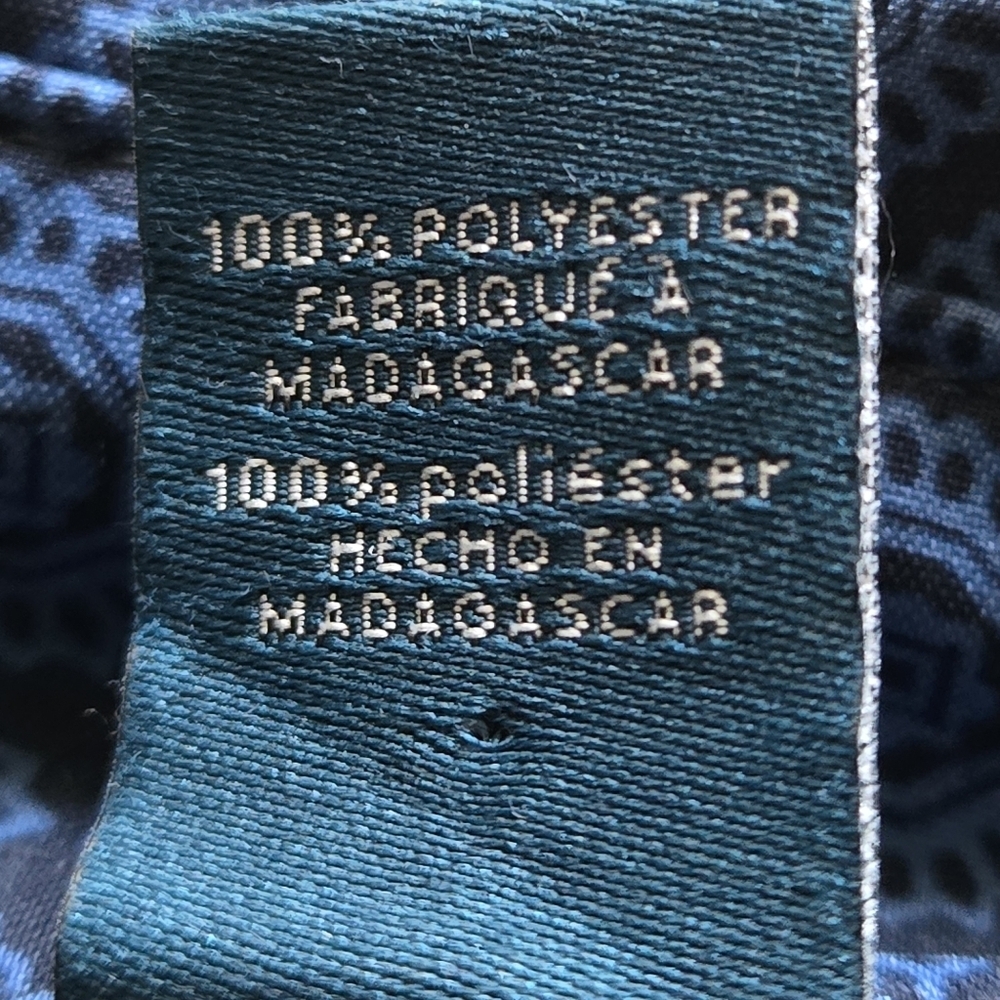 100% POLYESTER
FABRIQUÉ À
MADAGASCAR
100% poliéster
HECHO EN
MADAGASCAR